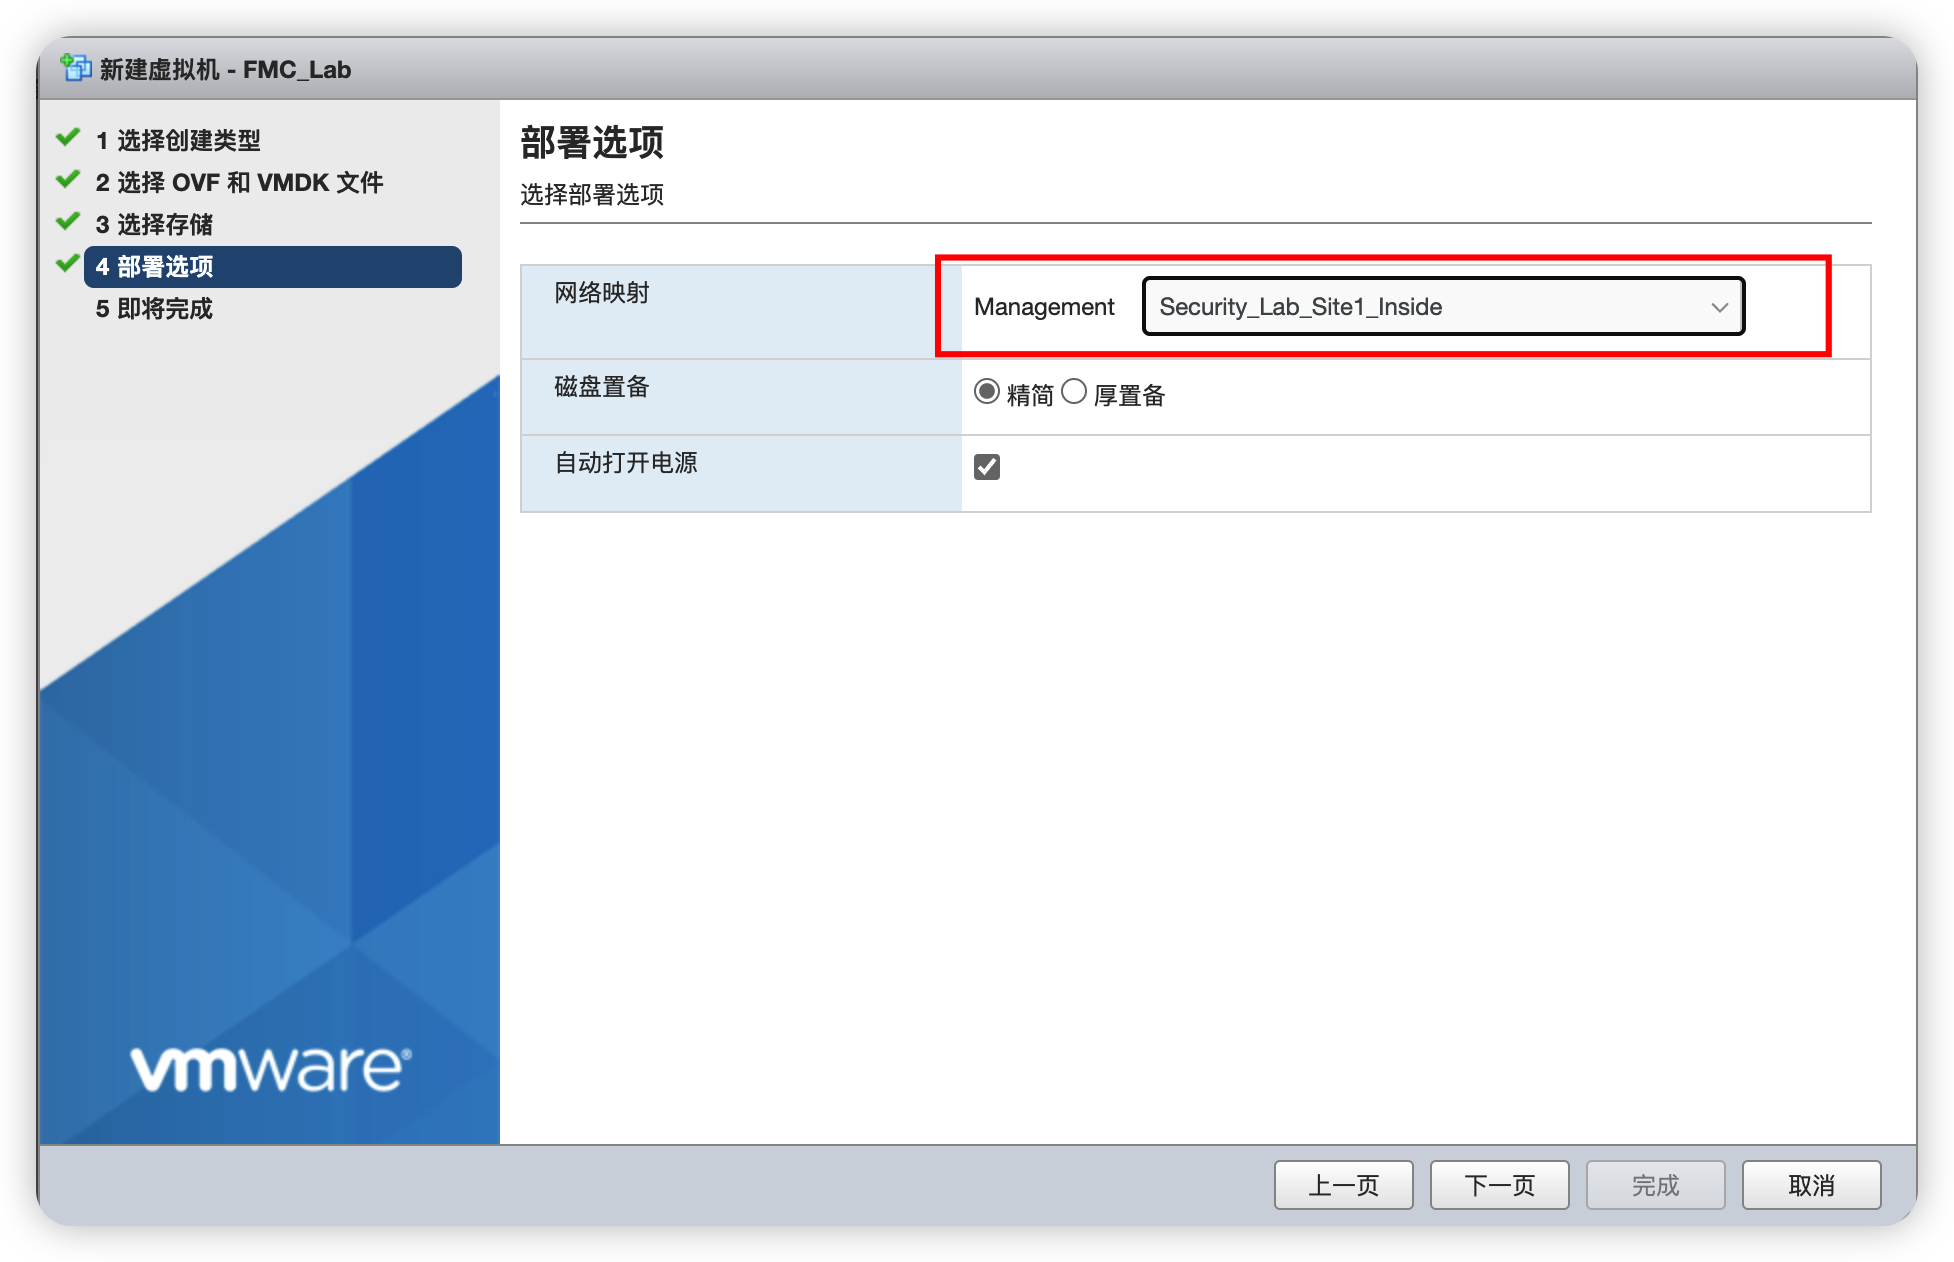 新建虚拟机 - FMC_Lab
1 选择创建类型
2 选择 OVF 和 VMDK 文件
3 选择存储
4 部署选项
5 即将完成
vmware®
部署选项
选择部署选项
网络映射
Management
Security_Lab_Site1_Inside
磁盘置备
精简 厚置备
自动打开电源
上一页 下一页 完成 取消